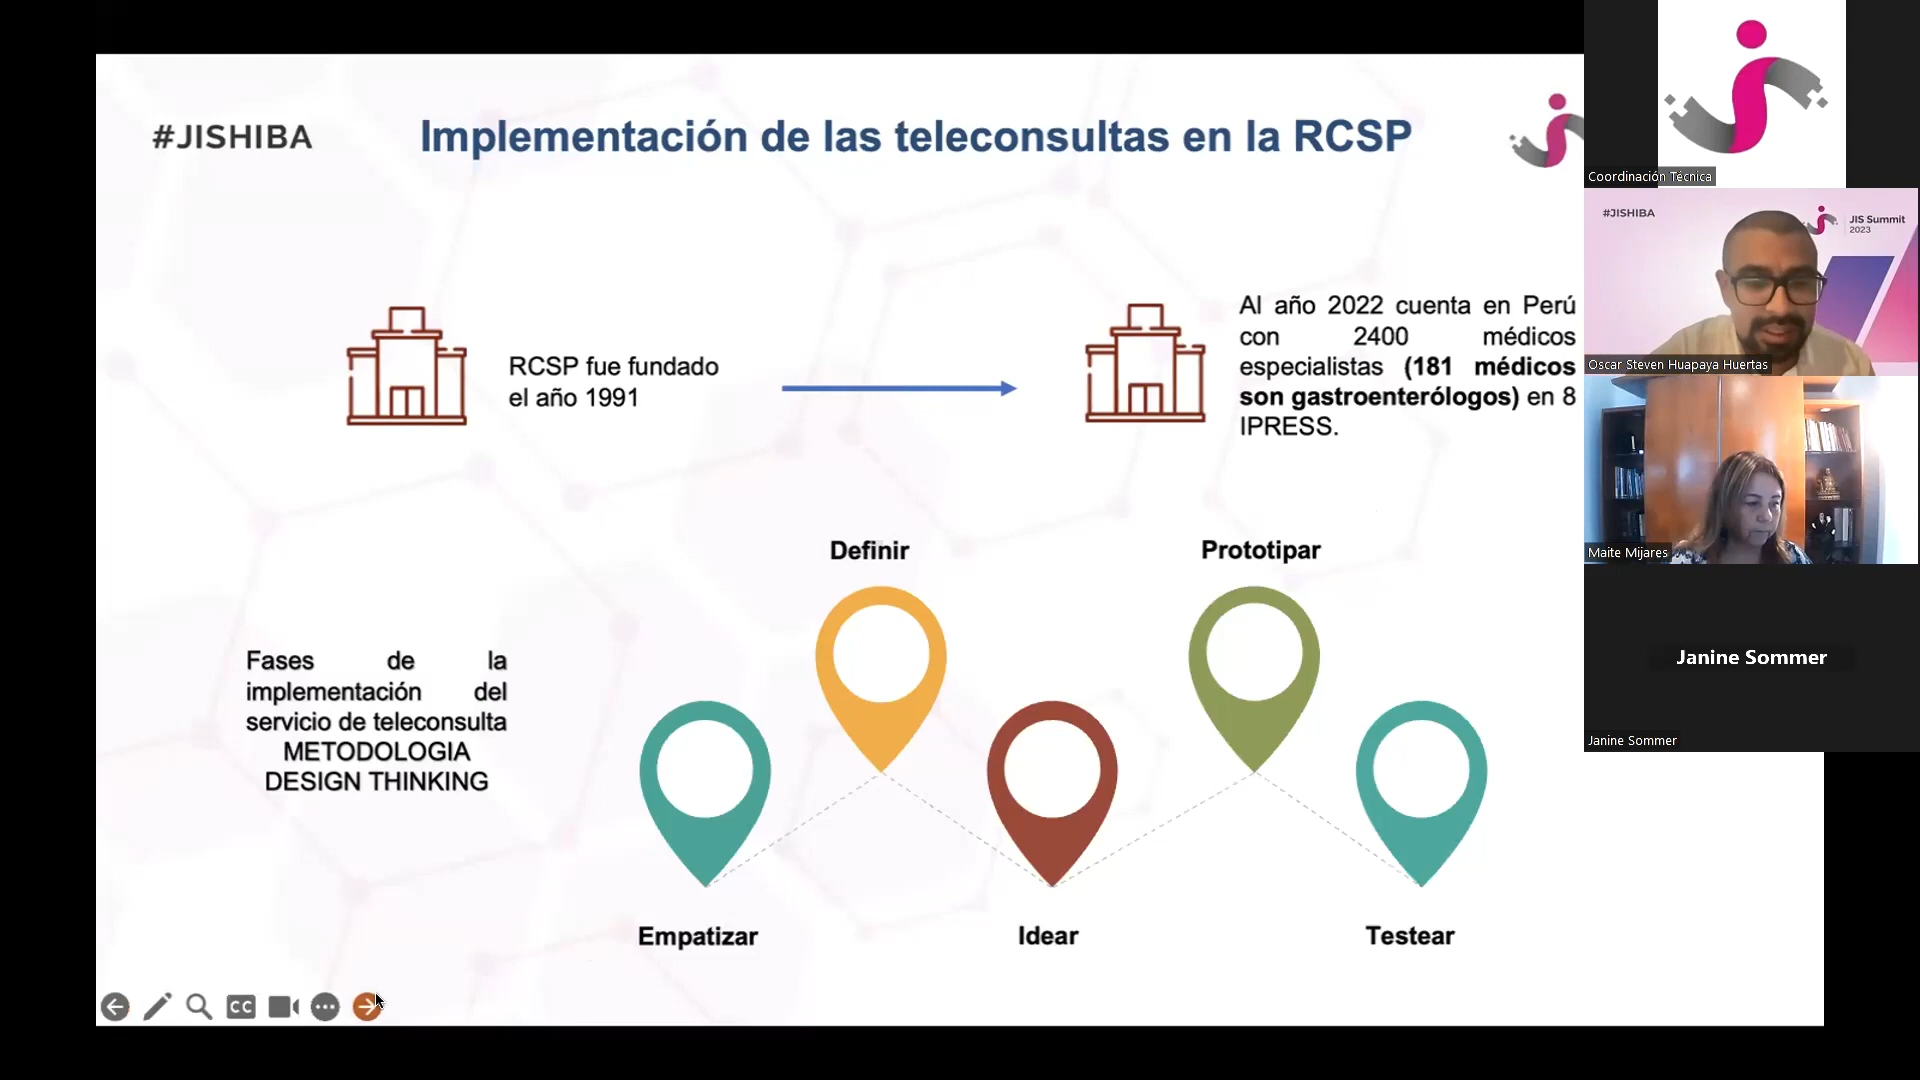 #JISHIBA
Implementación de las teleconsultas en la RCSP
RCSP fue fundado
el año 1991
Al año 2022 cuenta en Perú
con 2400 médicos
especialistas (181 médicos
son gastroenterólogos) en 8
IPRESS.
Fases de la
implementación del
servicio de teleconsulta
METODOLOGIA
DESIGN THINKING
Definir
Prototipar
Empatizar
Idear
Testear
CC
Coordinación Técnica
#JISHIBA
JIS Summit
2023
Oscar Steven Huapaya Huertas
Maite Mijares
Janine Sommer
Janine Sommer